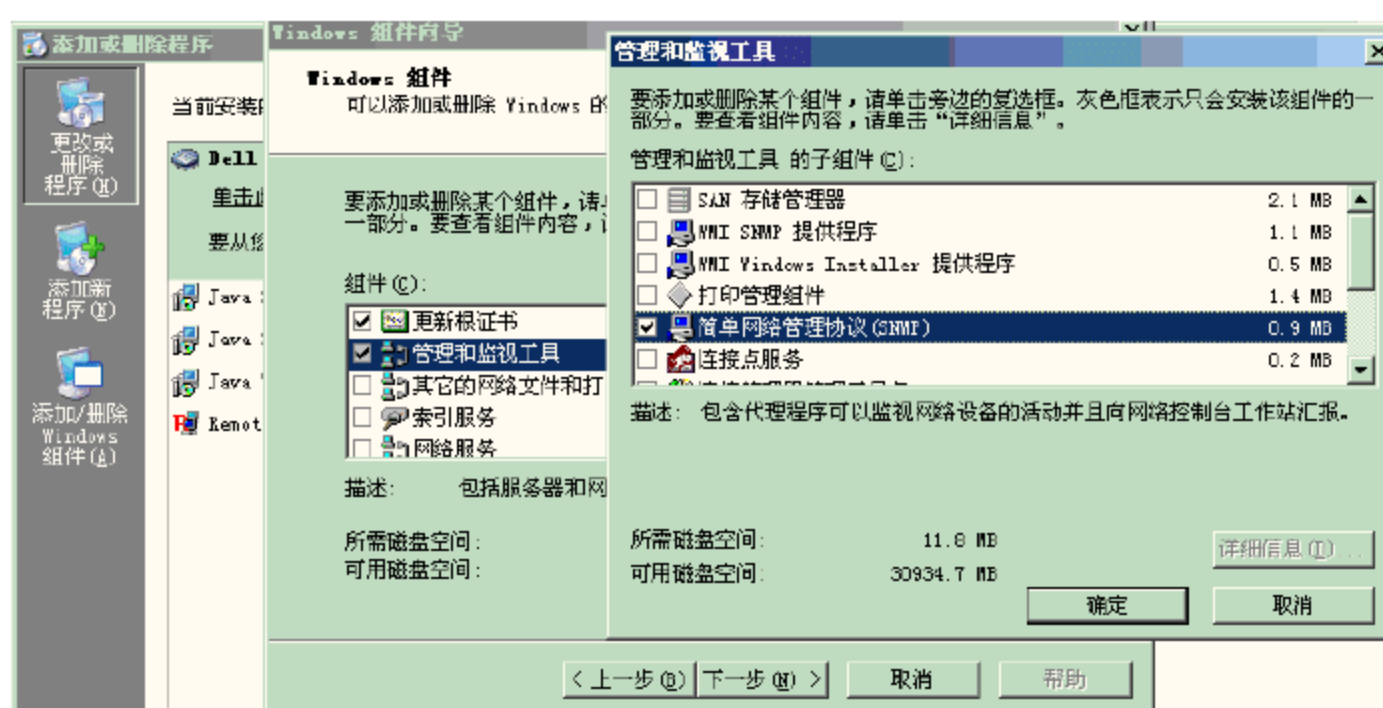 添加或删除程序
更改或
删除
程序(H)
添加新
程序(N)
添加/删除
Windows
组件(A)
当前安装的
Dell
单击此
要从您
Java
Java
Java
Remot
Windows 组件向导
Windows 组件
可以添加或删除 Windows 的
要添加或删除某个组件，请
一部分。要查看组件内容，
组件(C):
更新根证书
管理和监视工具
其它的网络文件和打
索引服务
网络服务
描述: 包括服务器和网
所需磁盘空间:
可用磁盘空间:
<上一步(B) 下一步(N)> 取消 帮助
管理和监视工具
要添加或删除某个组件，请单击旁边的复选框。灰色框表示只会安装该组件的一
部分。要查看组件内容，请单击“详细信息”。
管理和监视工具 的子组件(C):
SAN 存储管理器 2.1 MB
WMI SNMP 提供程序 1.1 MB
WMI Windows Installer 提供程序 0.5 MB
打印管理组件 1.4 MB
简单网络管理协议(SNMP) 0.9 MB
连接点服务 0.2 MB
描述: 包含代理程序可以监视网络设备的活动并且向网络控制台工作站汇报。
所需磁盘空间: 11.8 MB
可用磁盘空间: 30934.7 MB
详细信息(D)...
确定 取消